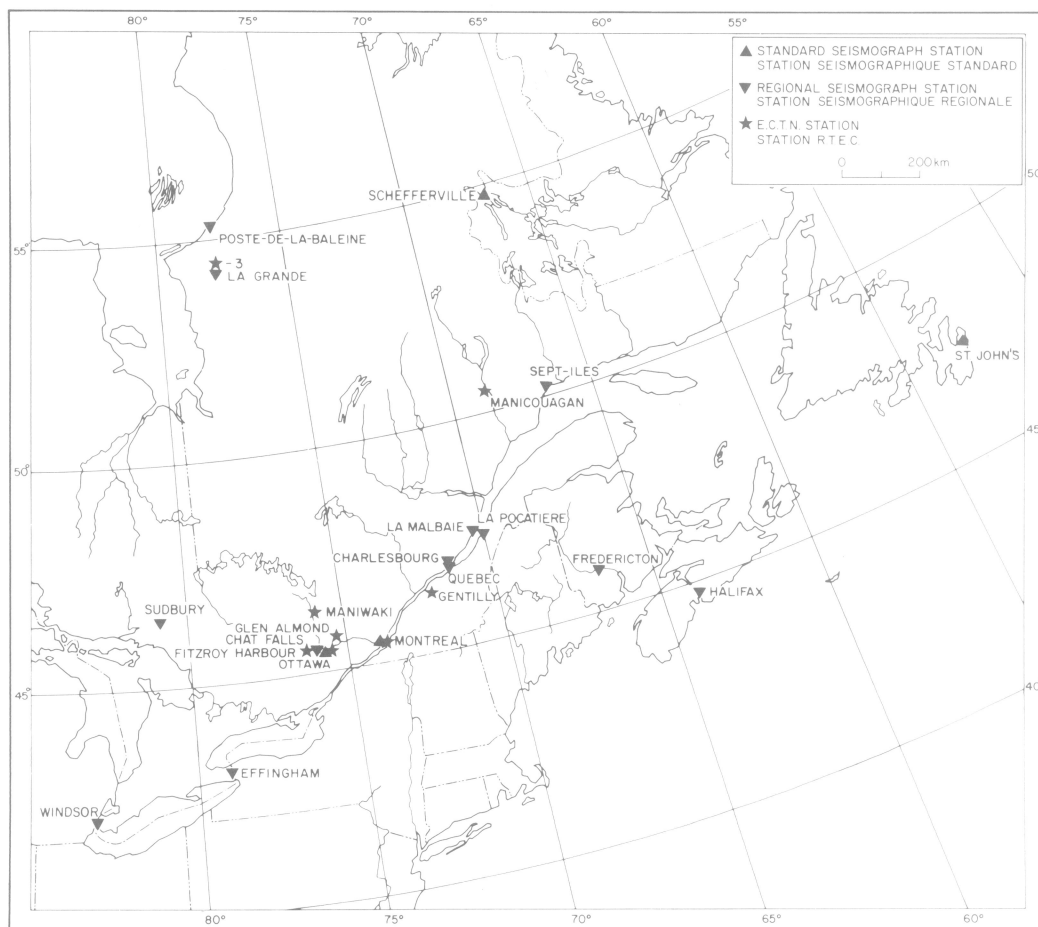 80°
75°
70°
65°
60°
55°
STANDARD SEISMOGRAPH STATION
STATION SEISMOGRAPHIQUE STANDARD
REGIONAL SEISMOGRAPH STATION
STATION SEISMOGRAPHIQUE REGIONALE
E.C.T.N. STATION
STATION R.T.E.C
0 200km
50
SCHEFFERVILLE
POSTE-DE-LA-BALEINE
55°
-3
LA GRANDE
ST JOHN'S
SEPT-ILES
MANICOUAGAN
45
50°
LA POCATIERE
LA MALBAIE
CHARLESBOURG
FREDERICTON
QUEBEC
GENTILLY
HALIFAX
SUDBURY
MANIWAKI
GLEN ALMOND
CHAT FALLS
MONTREAL
FITZROY HARBOUR
OTTAWA
40
45°
EFFINGHAM
WINDSOR
80°
75°
70°
65°
60°